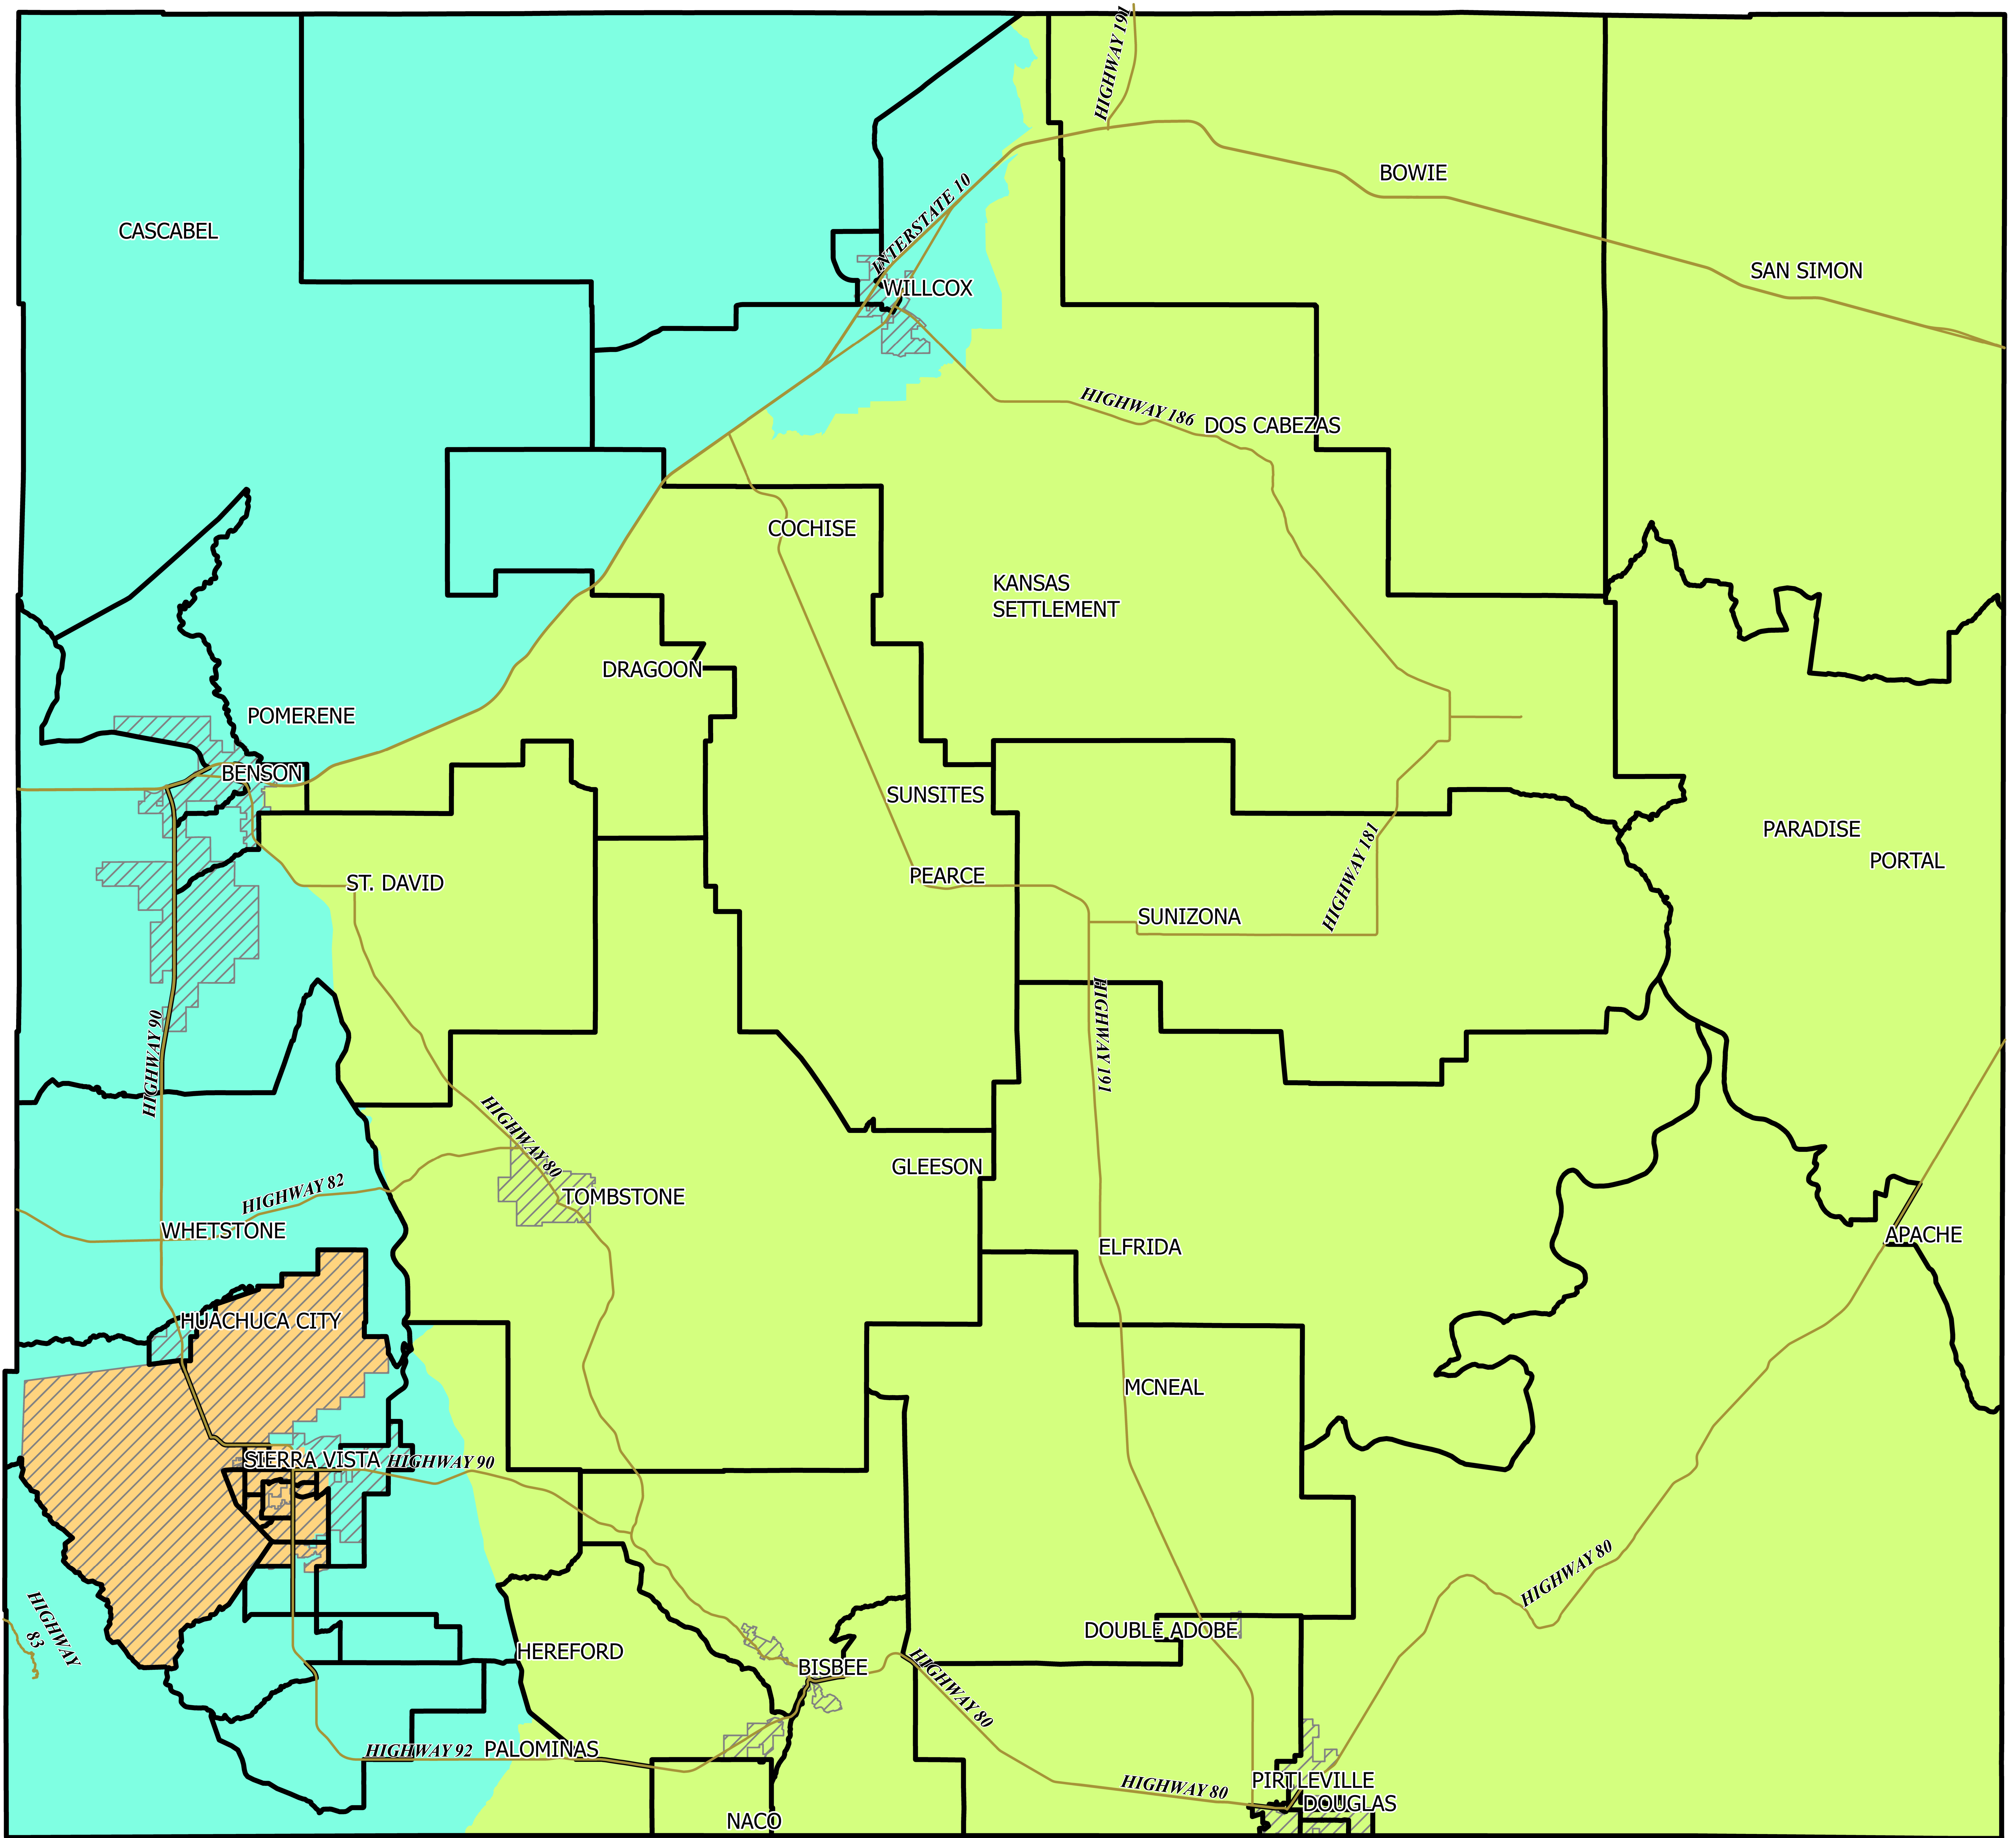 HIGHWAY 191
BOWIE
CASCABEL
INTERSTATE 10
SAN SIMON
WILLCOX
HIGHWAY 186
DOS CABEZAS
COCHISE
KANSAS
SETTLEMENT
DRAGOON
POMERENE
BENSON
SUNSITES
PARADISE
PORTAL
PEARCE
ST. DAVID
HIGHWAY 181
SUNIZONA
HIGHWAY 90
HIGHWAY 191
HIGHWAY 80
GLEESON
HIGHWAY 82
TOMBSTONE
WHETSTONE
APACHE
ELFRIDA
HUACHUCA CITY
MCNEAL
SIERRA VISTA
HIGHWAY 90
HIGHWAY 80
HIGHWAY
83
DOUBLE ADOBE
HEREFORD
BISBEE
HIGHWAY 80
HIGHWAY 92
PALOMINAS
HIGHWAY 80
PIRTLEVILLE
DOUGLAS
NACO